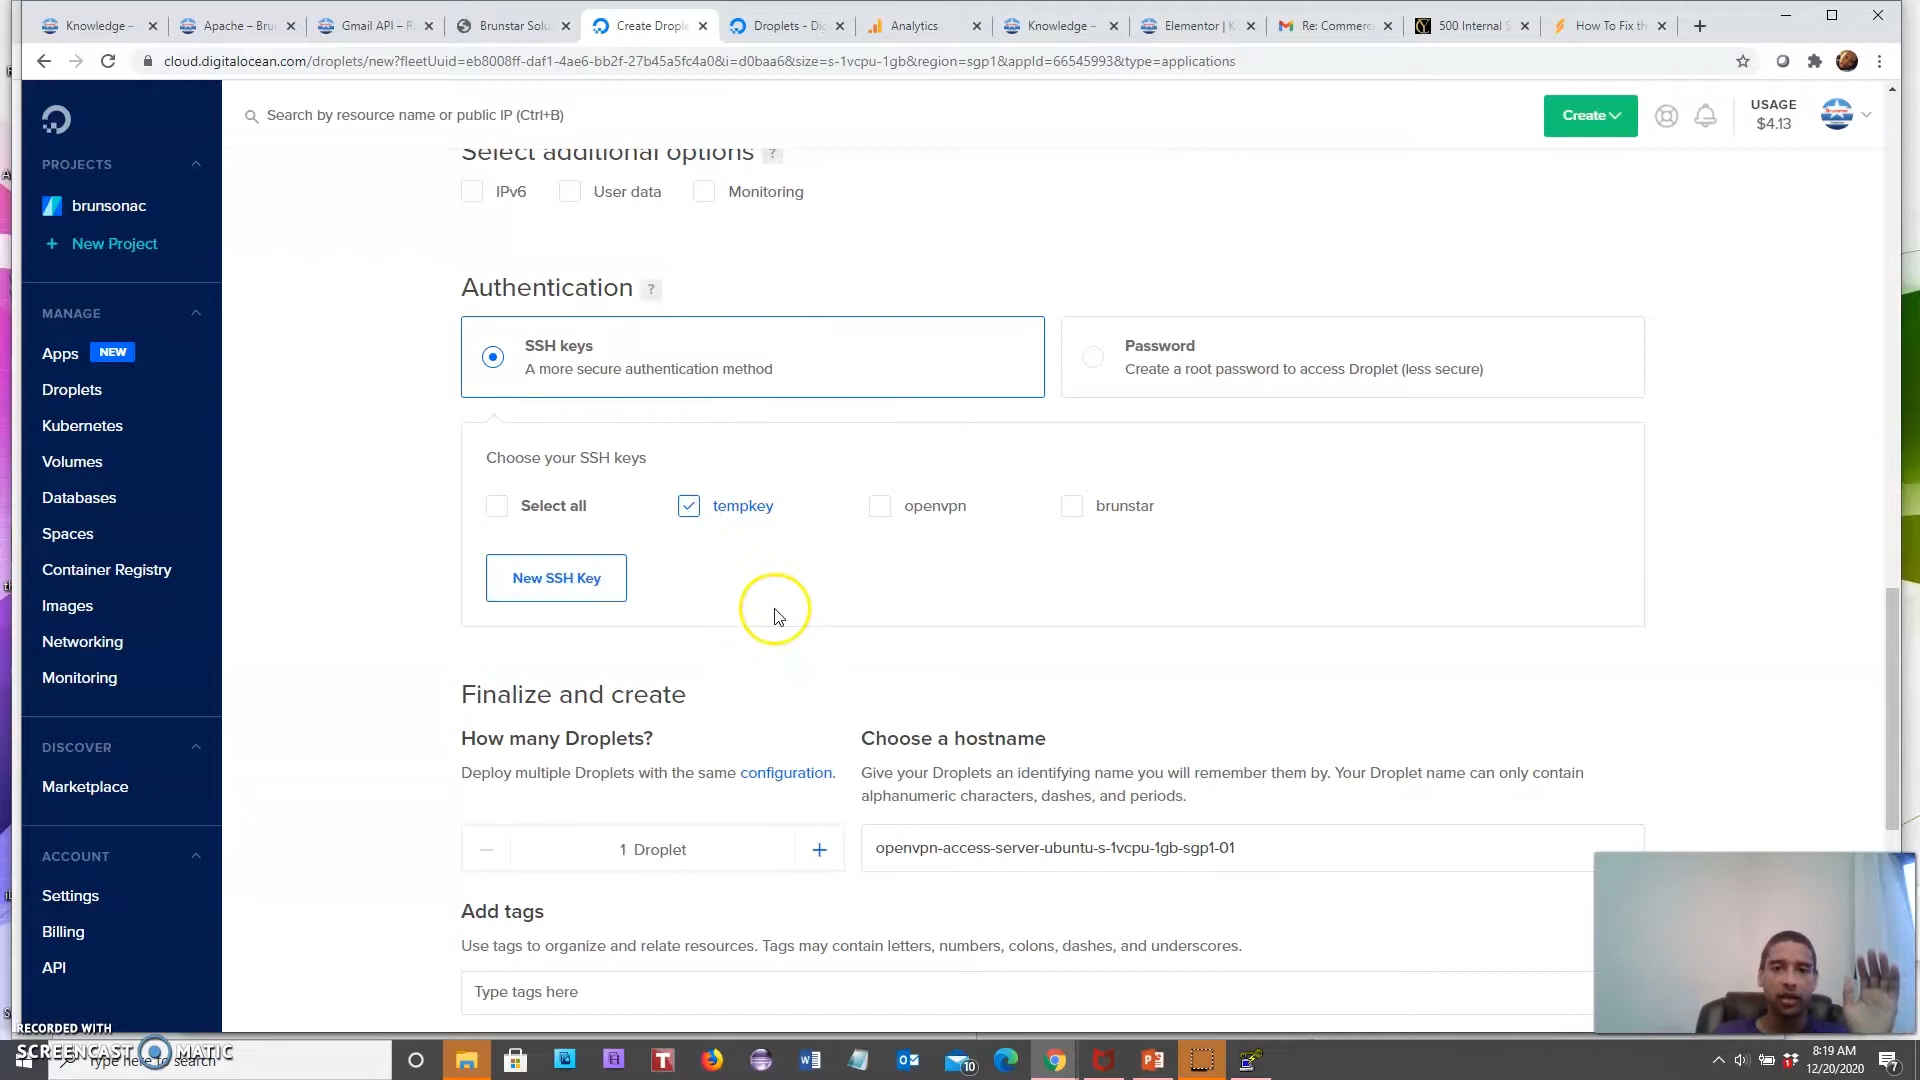 Knowledge –
Apache – Bru
Gmail API – R
Brunstar Solu
Create Drople
Droplets - Di
Analytics
Knowledge –
Elementor | K
Re: Commerc
500 Internal S
How To Fix th
cloud.digitalocean.com/droplets/new?fleetUuid=eb8008ff-daf1-4ae6-bb2f-27b45a5fc4a0&i=d0baa6&size=s-1vcpu-1gb&region=sgp1&appId=66545993&type=applications
Search by resource name or public IP (Ctrl+B)
Create
USAGE
$4.13
PROJECTS
brunsonac
+ New Project
MANAGE
Apps NEW
Droplets
Kubernetes
Volumes
Databases
Spaces
Container Registry
Images
Networking
Monitoring
DISCOVER
Marketplace
ACCOUNT
Settings
Billing
API
Select additional options ?
IPv6 User data Monitoring
Authentication ?
SSH keys
A more secure authentication method
Password
Create a root password to access Droplet (less secure)
Choose your SSH keys
Select all tempkey openvpn brunstar
New SSH Key
Finalize and create
How many Droplets?
Deploy multiple Droplets with the same configuration.
1 Droplet
Choose a hostname
Give your Droplets an identifying name you will remember them by. Your Droplet name can only contain
alphanumeric characters, dashes, and periods.
openvpn-access-server-ubuntu-s-1vcpu-1gb-sgp1-01
Add tags
Use tags to organize and relate resources. Tags may contain letters, numbers, colons, dashes, and underscores.
Type tags here
RECORDED WITH
SCREENCAST MATIC
Type here to search
10
8:19 AM
12/20/2020
7